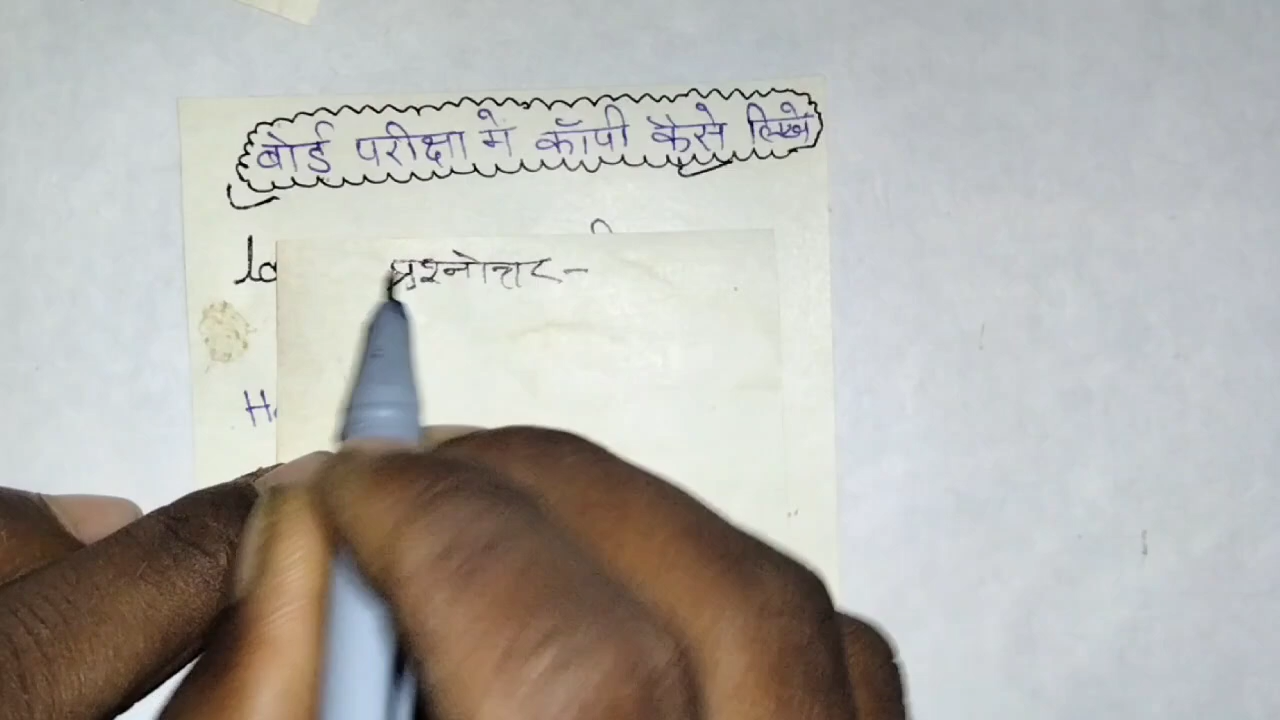 बोर्ड परीक्षा में कॉपी कैसे लिखे
प्रश्नोत्तर-